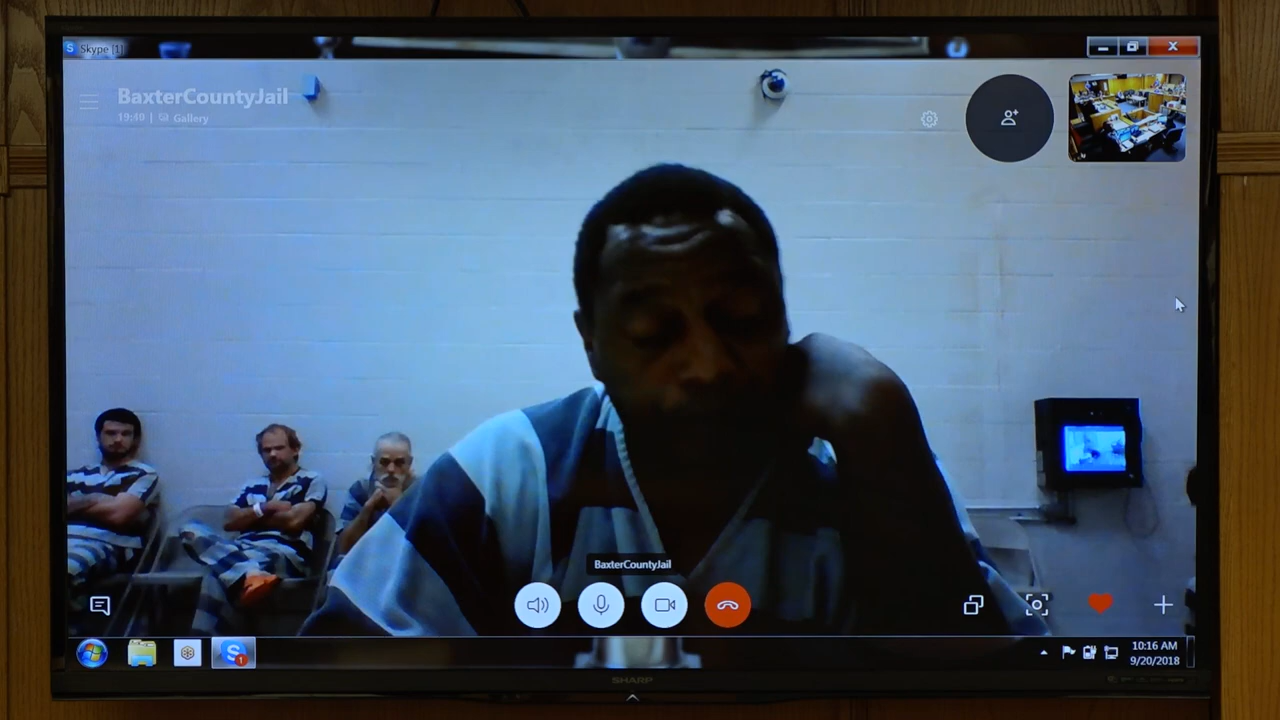 Skype [1]
BaxterCountyJail
19:40 | Gallery
BaxterCountyJail
10:16 AM
9/20/2018
SHARP